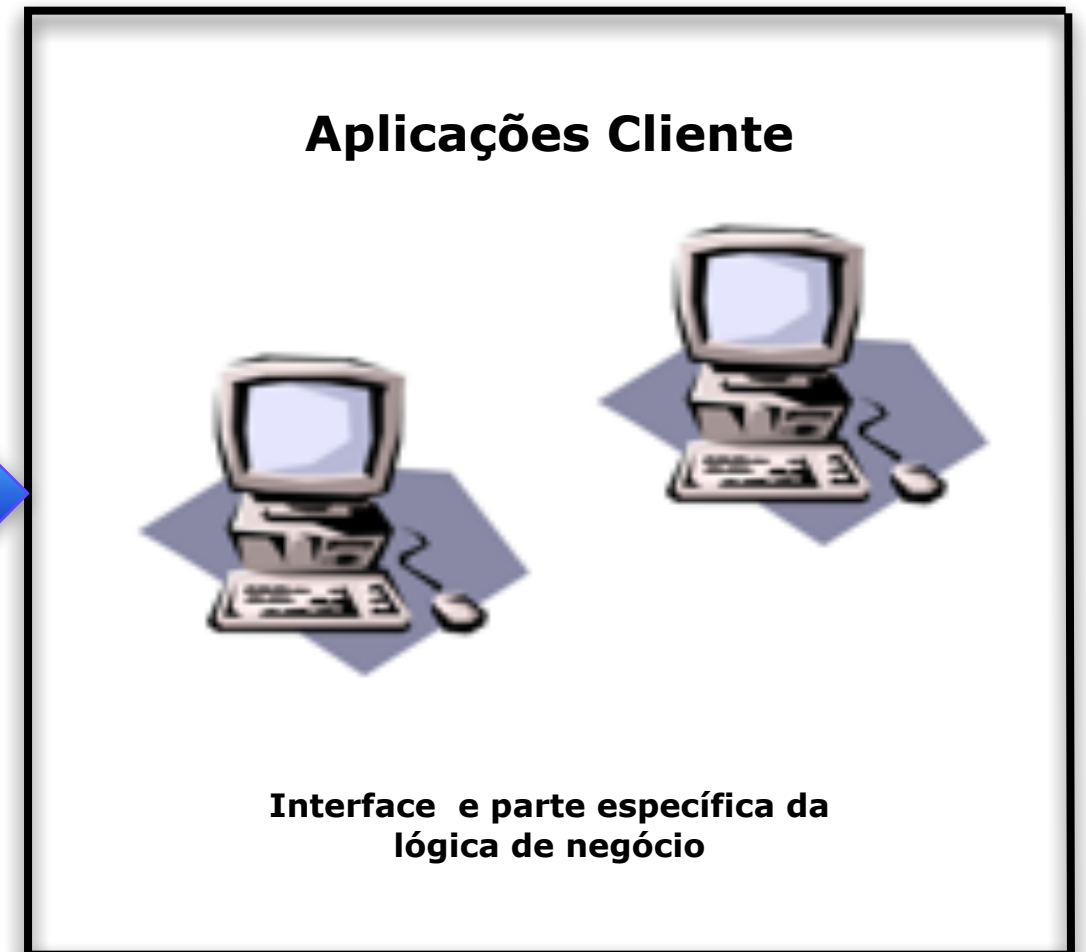 Aplicações Cliente
Interface e parte específica da
lógica de negócio